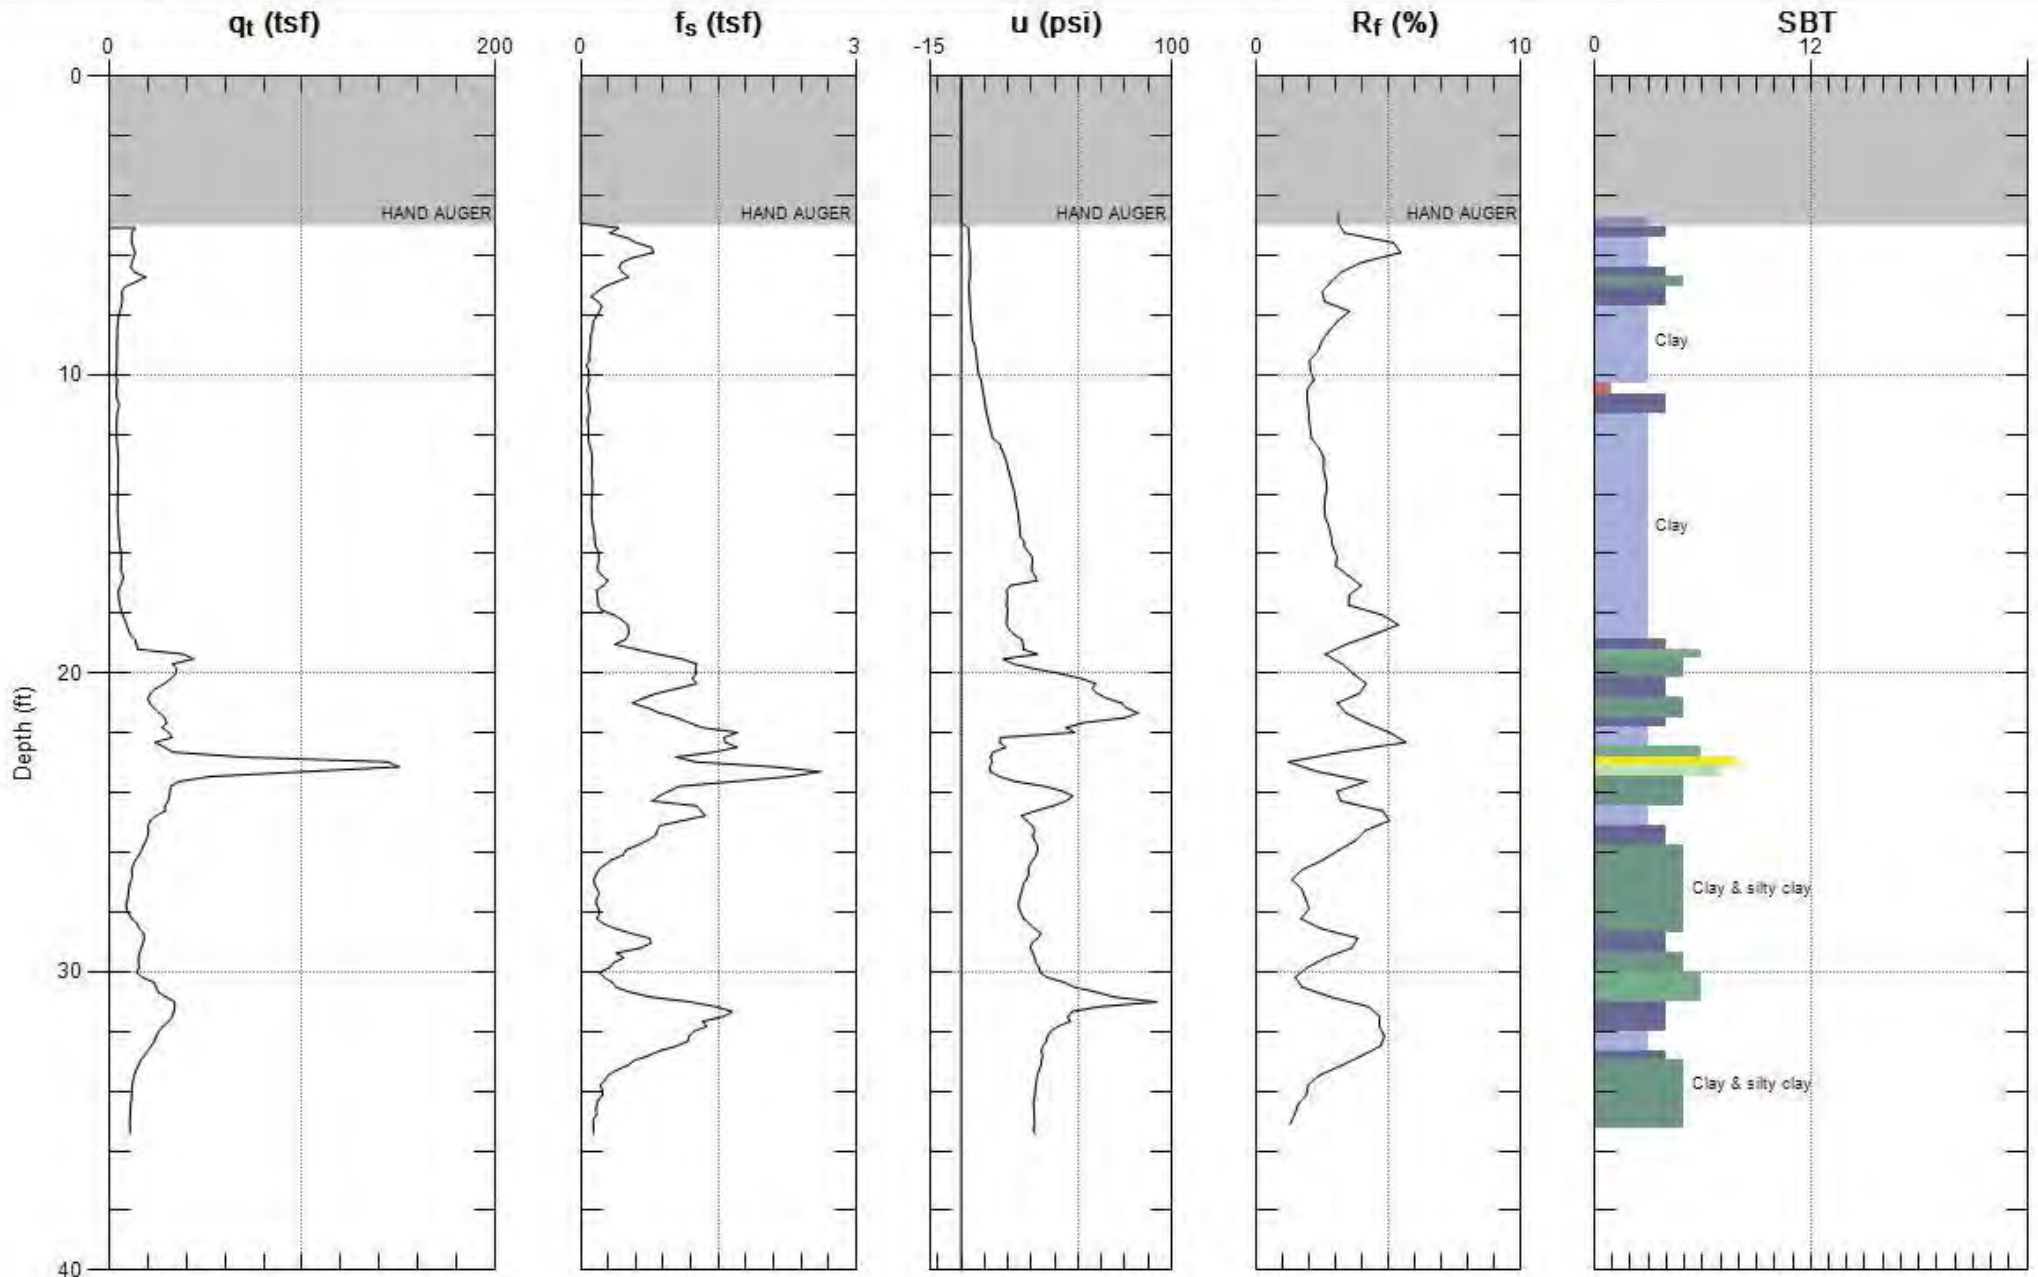 qt (tsf) fs (tsf) u (psi) Rf (%) SBT
0 200 0 3 -15 100 0 10 0 12
0
HAND AUGER HAND AUGER HAND AUGER HAND AUGER
Clay
10
Clay
20
Depth (ft)
Clay & silty clay
30
Clay & silty clay
40